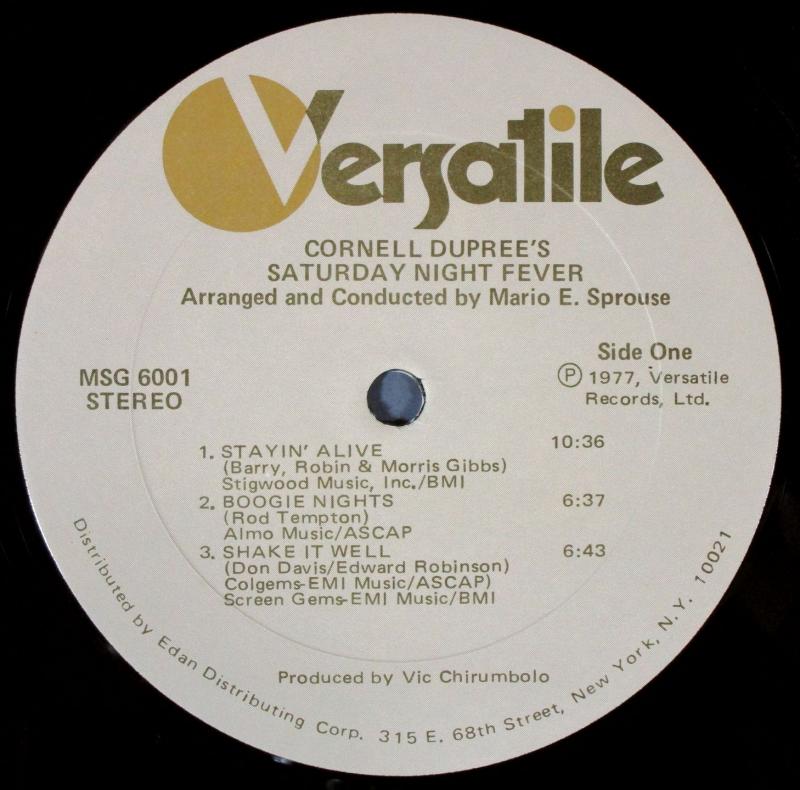 Versatile
CORNELL DUPREE'S
SATURDAY NIGHT FEVER
Arranged and Conducted by Mario E. Sprouse
MSG 6001
STEREO
Side One
Ⓟ 1977, Versatile
Records, Ltd.
1. STAYIN' ALIVE 10:36
(Barry, Robin & Morris Gibbs)
Stigwood Music, Inc./BMI
2. BOOGIE NIGHTS 6:37
(Rod Tempton)
Almo Music/ASCAP
3. SHAKE IT WELL 6:43
(Don Davis/Edward Robinson)
Colgems-EMI Music/ASCAP)
Screen Gems-EMI Music/BMI
Produced by Vic Chirumbolo
Distributed by Edan Distributing Corp. 315 E. 68th Street, New York, N.Y. 10021